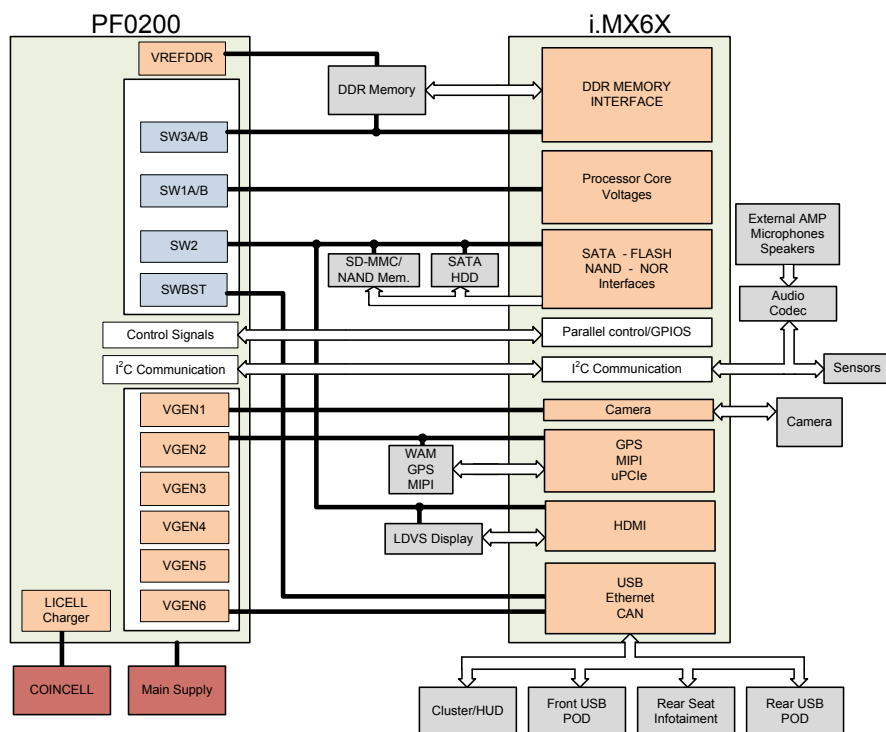 PF0200
i.MX6X
VREFDDR
DDR Memory
DDR MEMORY
INTERFACE
SW3A/B
SW1A/B
Processor Core
Voltages
SW2
SD-MMC/
NAND Mem.
SATA
HDD
SATA - FLASH
NAND - NOR
Interfaces
External AMP
Microphones
Speakers
SWBST
Audio
Codec
Control Signals
Parallel control/GPIOS
I²C Communication
I²C Communication
Sensors
VGEN1
Camera
Camera
VGEN2
WAM
GPS
MIPI
GPS
MIPI
uPCIe
VGEN3
VGEN4
LDVS Display
HDMI
VGEN5
VGEN6
USB
Ethernet
CAN
LICELL
Charger
COINCELL
Main Supply
Cluster/HUD
Front USB
POD
Rear Seat
Infotaiment
Rear USB
POD